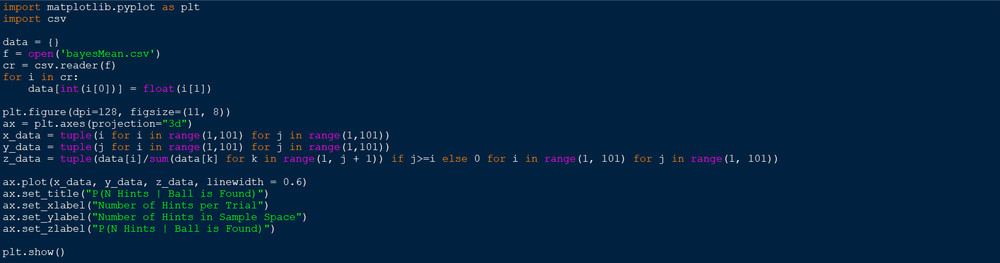 import matplotlib.pyplot as plt
import csv

data = {}
f = open('bayesMean.csv')
cr = csv.reader(f)
for i in cr:
    data[int(i[0])] = float(i[1])

plt.figure(dpi=128, figsize=(11, 8))
ax = plt.axes(projection="3d")
x_data = tuple(i for i in range(1,101) for j in range(1,101))
y_data = tuple(j for i in range(1,101) for j in range(1,101))
z_data = tuple(data[i]/sum(data[k] for k in range(1, j + 1)) if j>=i else 0 for i in range(1, 101) for j in range(1, 101))

ax.plot(x_data, y_data, z_data, linewidth = 0.6)
ax.set_title("P(N Hints | Ball is Found)")
ax.set_xlabel("Number of Hints per Trial")
ax.set_ylabel("Number of Hints in Sample Space")
ax.set_zlabel("P(N Hints | Ball is Found)")

plt.show()